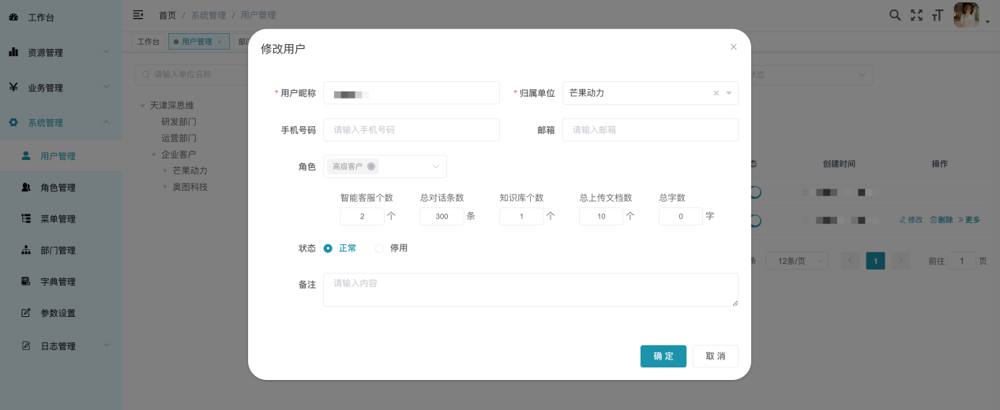 工作台
首页 / 系统管理 / 用户管理
资源管理
业务管理
系统管理
用户管理
角色管理
菜单管理
部门管理
字典管理
参数设置
日志管理
工作台
用户管理 ×
请输入单位名称
天津深思维
研发部门
运营部门
企业客户
芒果动力
奥图科技
修改用户
* 用户昵称
* 归属单位 芒果动力
手机号码 请输入手机号码
邮箱 请输入邮箱
角色 高级客户
智能客服个数 总对话条数 知识库个数 总上传文档数 总字数
2 个 300 条 1 个 10 个 0 字
状态 正常 停用
备注 请输入内容
确 定 取 消
创建时间 操作
修改 删除 更多
条 12条/页 1 前往 1 页